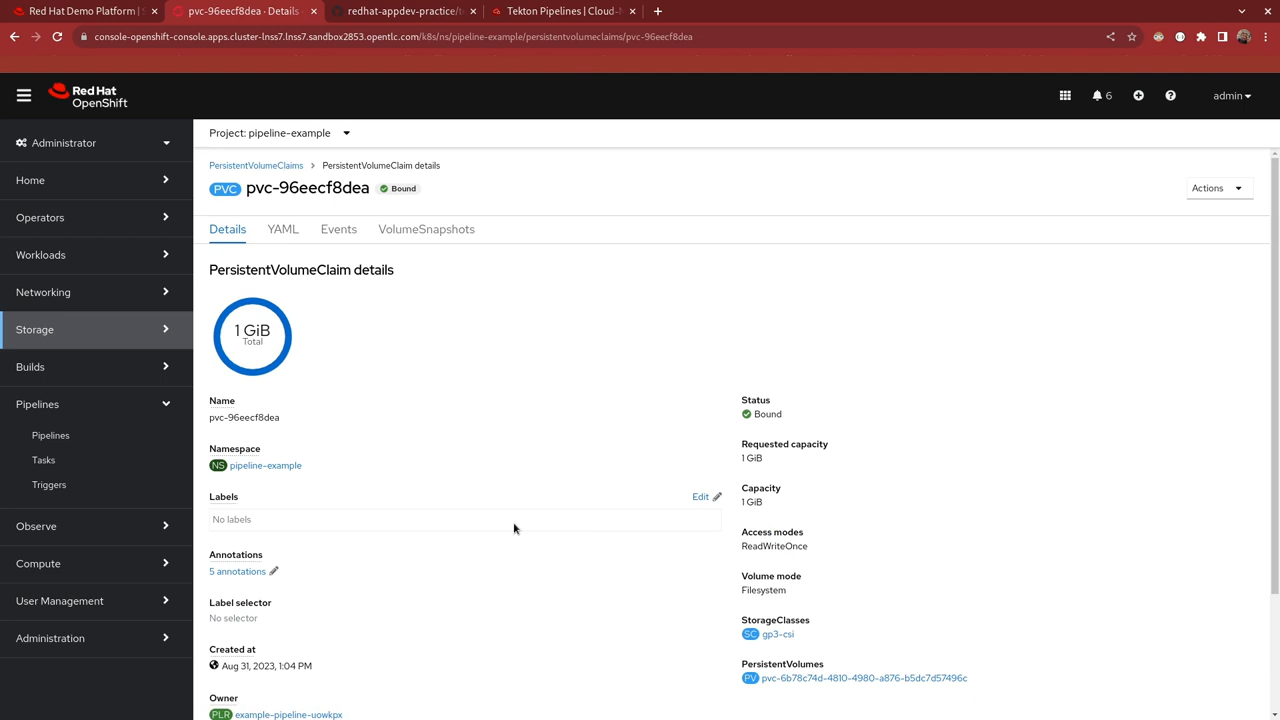 Red Hat Demo Platform | S
pvc-96eecf8dea · Details ·
redhat-appdev-practice/t
Tekton Pipelines | Cloud-N
console-openshift-console.apps.cluster-lnss7.lnss7.sandbox2853.opentlc.com/k8s/ns/pipeline-example/persistentvolumeclaims/pvc-96eecf8dea
Red Hat
OpenShift
6
admin
Administrator
Home
Operators
Workloads
Networking
Storage
Builds
Pipelines
Pipelines
Tasks
Triggers
Observe
Compute
User Management
Administration
Project: pipeline-example
PersistentVolumeClaims > PersistentVolumeClaim details
PVC pvc-96eecf8dea Bound
Actions
Details YAML Events VolumeSnapshots
PersistentVolumeClaim details
1 GiB
Total
Name
pvc-96eecf8dea
Namespace
NS pipeline-example
Labels Edit
No labels
Annotations
5 annotations
Label selector
No selector
Created at
Aug 31, 2023, 1:04 PM
Owner
PLR example-pipeline-uowkpx
Status
Bound
Requested capacity
1 GiB
Capacity
1 GiB
Access modes
ReadWriteOnce
Volume mode
Filesystem
StorageClasses
SC gp3-csi
PersistentVolumes
PV pvc-6b78c74d-4810-4980-a876-b5dc7d57496c